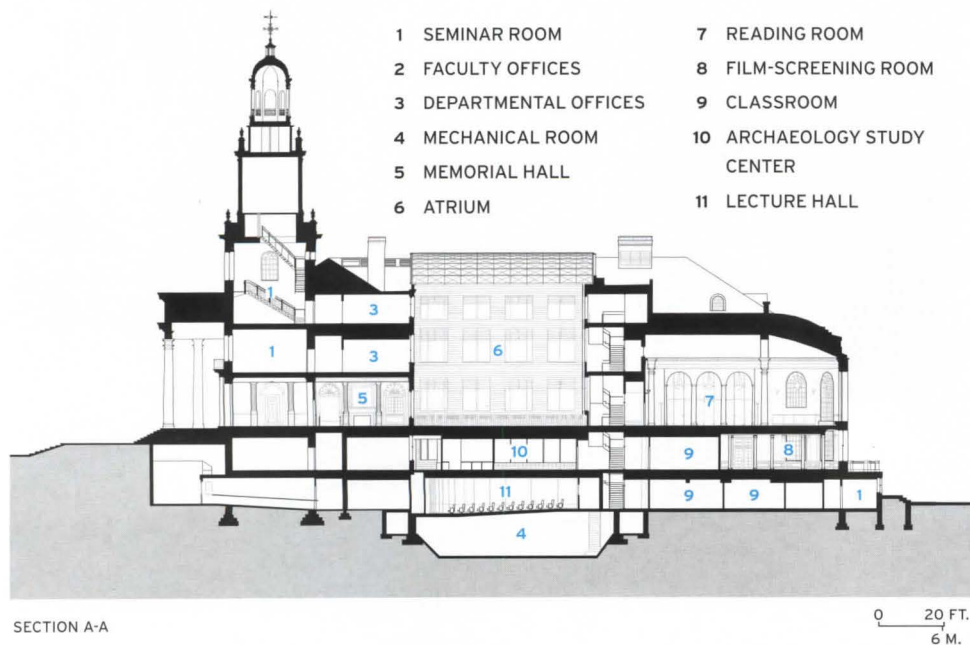 1 SEMINAR ROOM
2 FACULTY OFFICES
3 DEPARTMENTAL OFFICES
4 MECHANICAL ROOM
5 MEMORIAL HALL
6 ATRIUM
7 READING ROOM
8 FILM-SCREENING ROOM
9 CLASSROOM
10 ARCHAEOLOGY STUDY
CENTER
11 LECTURE HALL
1
3
1
3
6
5
7
10
9
8
11
9
9
1
4
SECTION A-A
0 20 FT.
6 M.